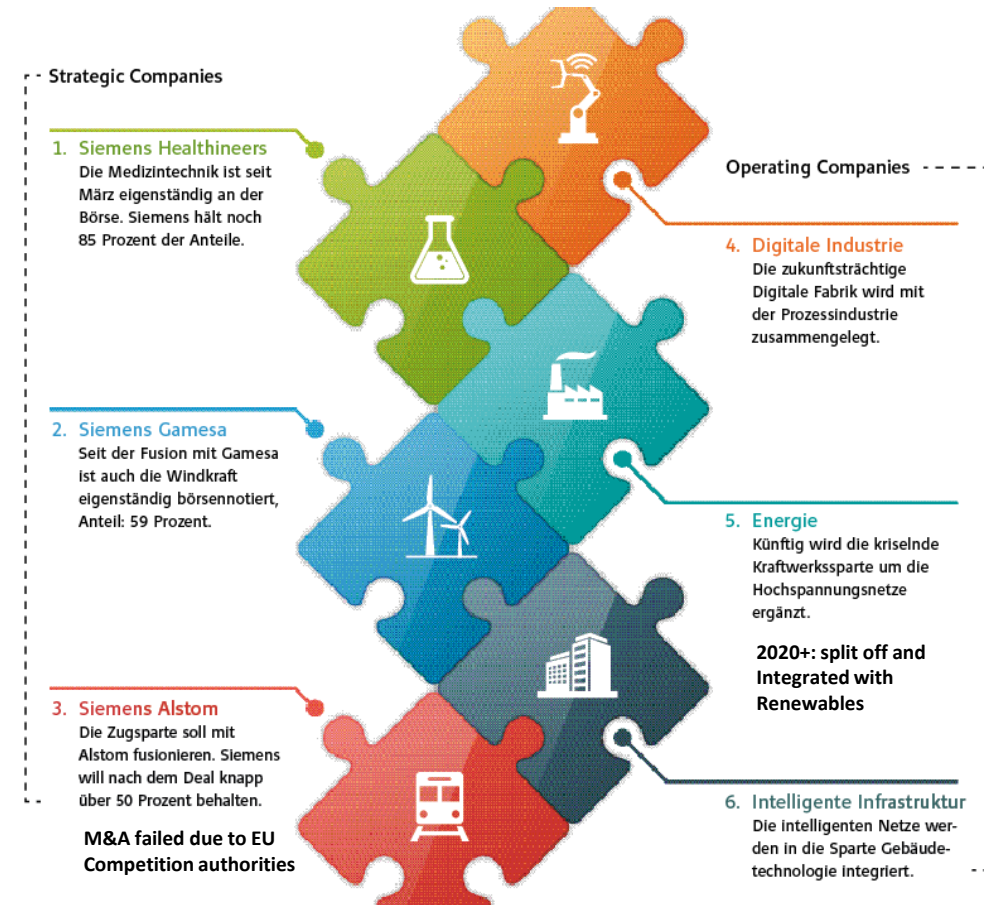 Strategic Companies
1. Siemens Healthineers
Die Medizintechnik ist seit
März eigenständig an der
Börse. Siemens hält noch
85 Prozent der Anteile.
2. Siemens Gamesa
Seit der Fusion mit Gamesa
ist auch die Windkraft
eigenständig börsennotiert,
Anteil: 59 Prozent.
3. Siemens Alstom
Die Zugsparte soll mit
Alstom fusionieren. Siemens
will nach dem Deal knapp
über 50 Prozent behalten.
M&A failed due to EU
Competition authorities
Operating Companies
4. Digitale Industrie
Die zukunftsträchtige
Digitale Fabrik wird mit
der Prozessindustrie
zusammengelegt.
5. Energie
Künftig wird die kriselnde
Kraftwerkssparte um die
Hochspannungsnetze
ergänzt.
2020+: split off and
Integrated with
Renewables
6. Intelligente Infrastruktur
Die intelligenten Netze wer-
den in die Sparte Gebäude-
technologie integriert.